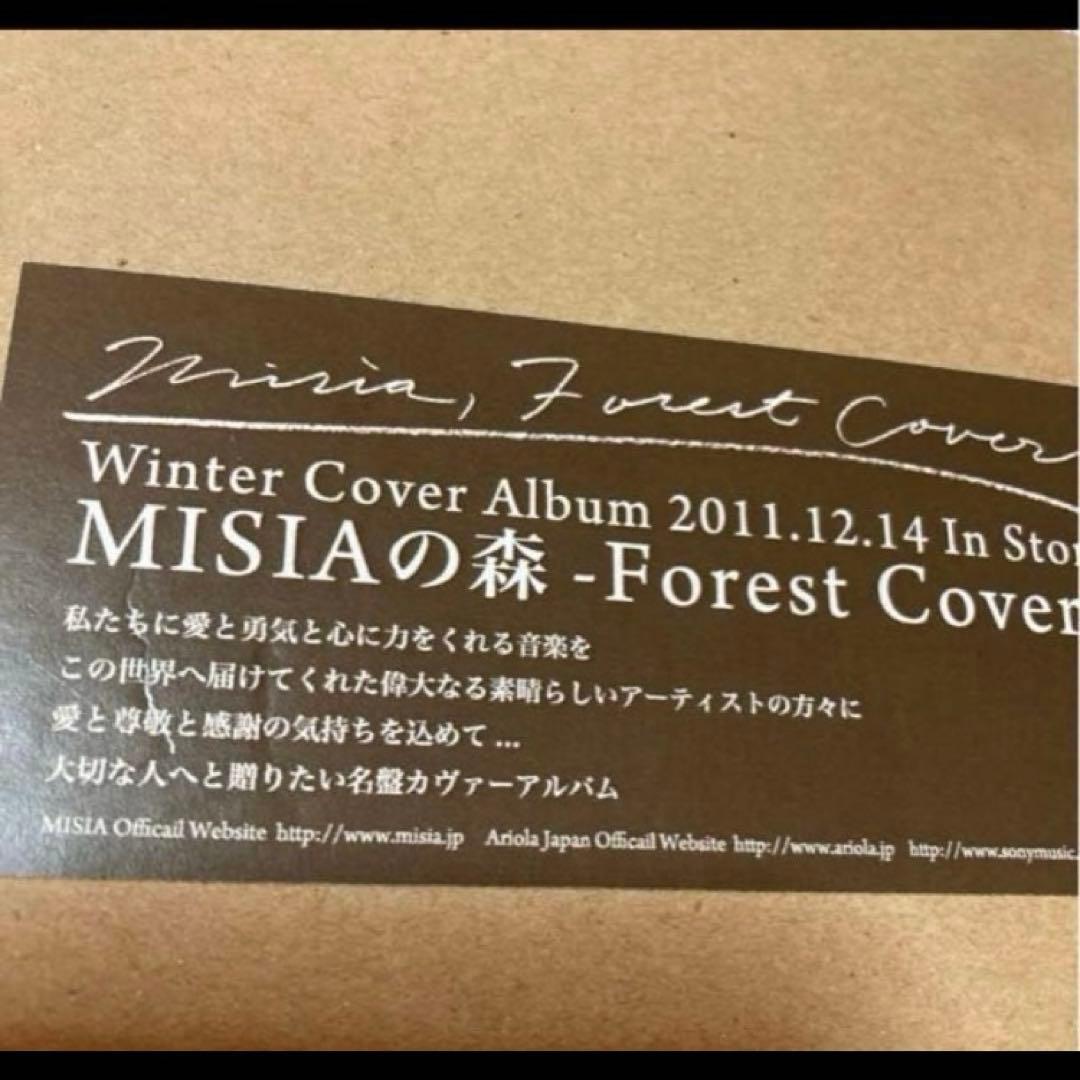 Misia, Forest Cover
Winter Cover Album 2011.12.14 In
MISIAの森 -Forest Cover
私たちに愛と勇気と心に力をくれる音楽を
この世界へ届けてくれた偉大なる素晴らしいアーティストの方々に
愛と尊敬と感謝の気持ちを込めて...
大切な人へと贈りたい名盤カヴァーアルバム
MISIA Officail Website http://www.misia.jp Ariola Japan Officail Website http://www.ariola.jp http://www.sonymusic.